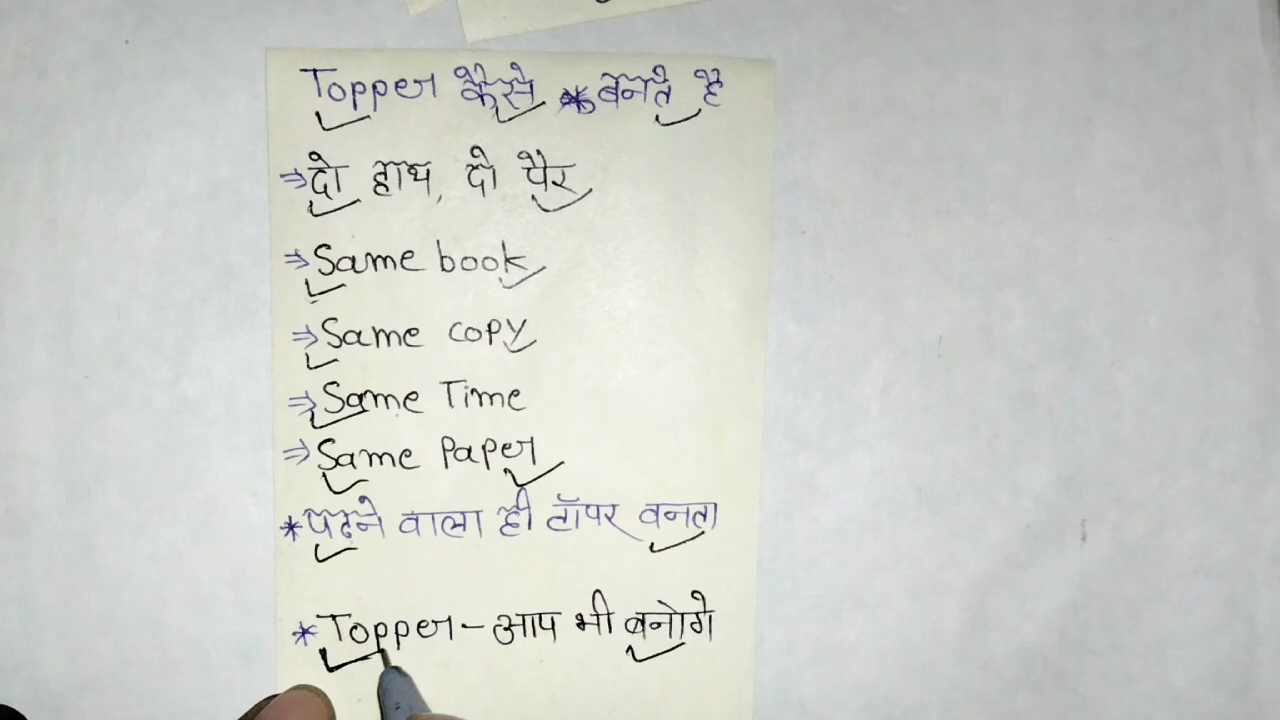 Topper कैसे बनते है
⇒ दो हाथ, दो पैर
⇒ Same book
⇒ Same copy
⇒ Same Time
⇒ Same Paper
* पढ़ने वाला ही टॉपर बनता
* Topper - आप भी बनोगे